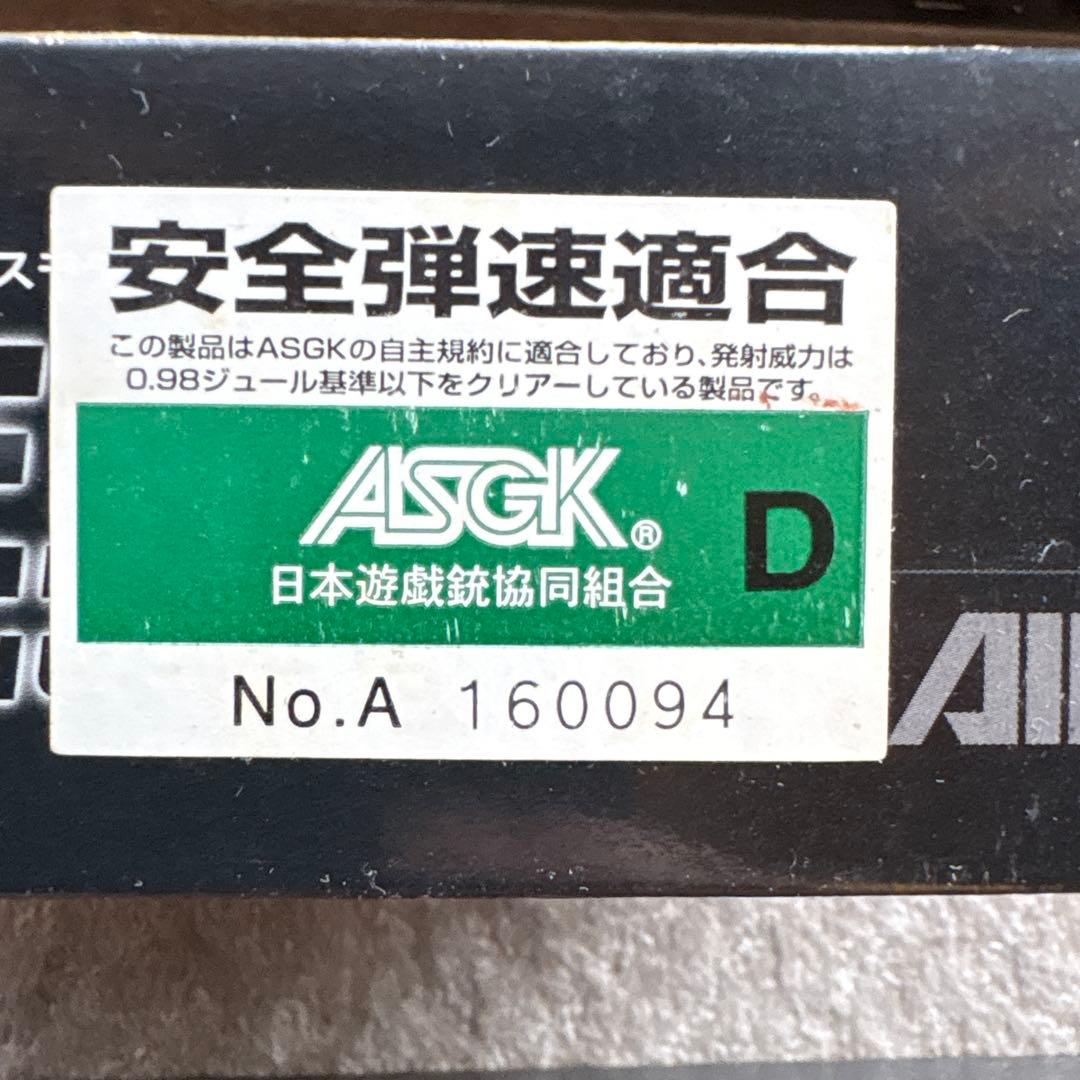 安全弾速適合
この製品はASGKの自主規約に適合しており、発射威力は
0.98ジュール基準以下をクリアーしている製品です。
ASGK®
D
日本遊戯銃協同組合
No.A 160094